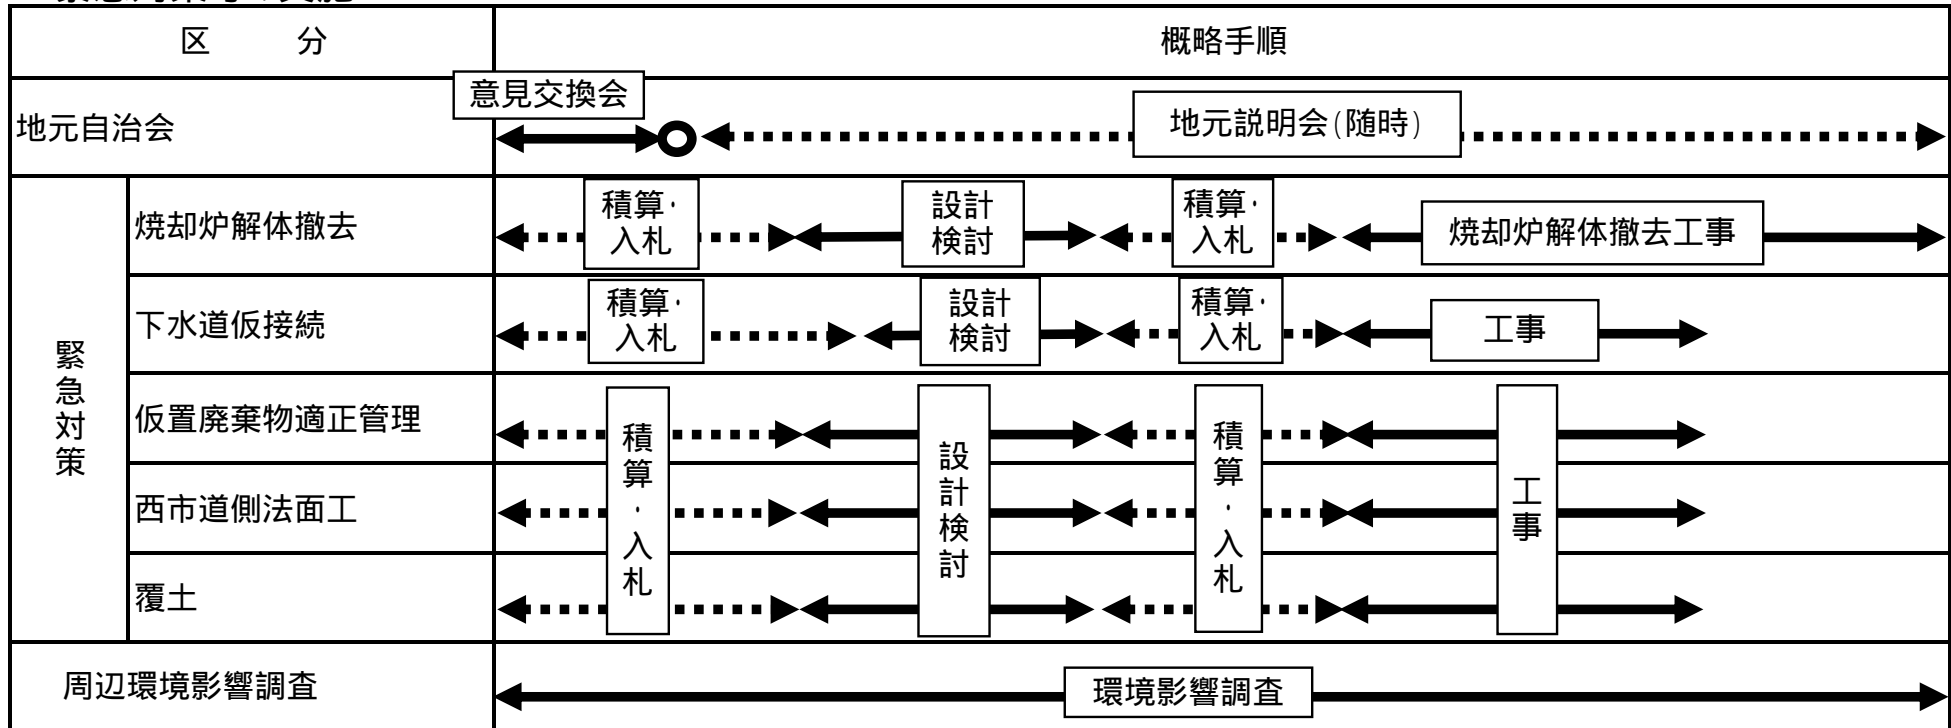 区　　　分
概略手順
地元自治会
意見交換会
地元説明会(随時)
緊急対策
焼却炉解体撤去
積算・
入札
設計
検討
積算・
入札
焼却炉解体撤去工事
下水道仮接続
積算・
入札
設計
検討
積算・
入札
工事
仮置廃棄物適正管理
西市道側法面工
覆土
積算・入札
設計検討
積算・入札
工事
周辺環境影響調査
環境影響調査